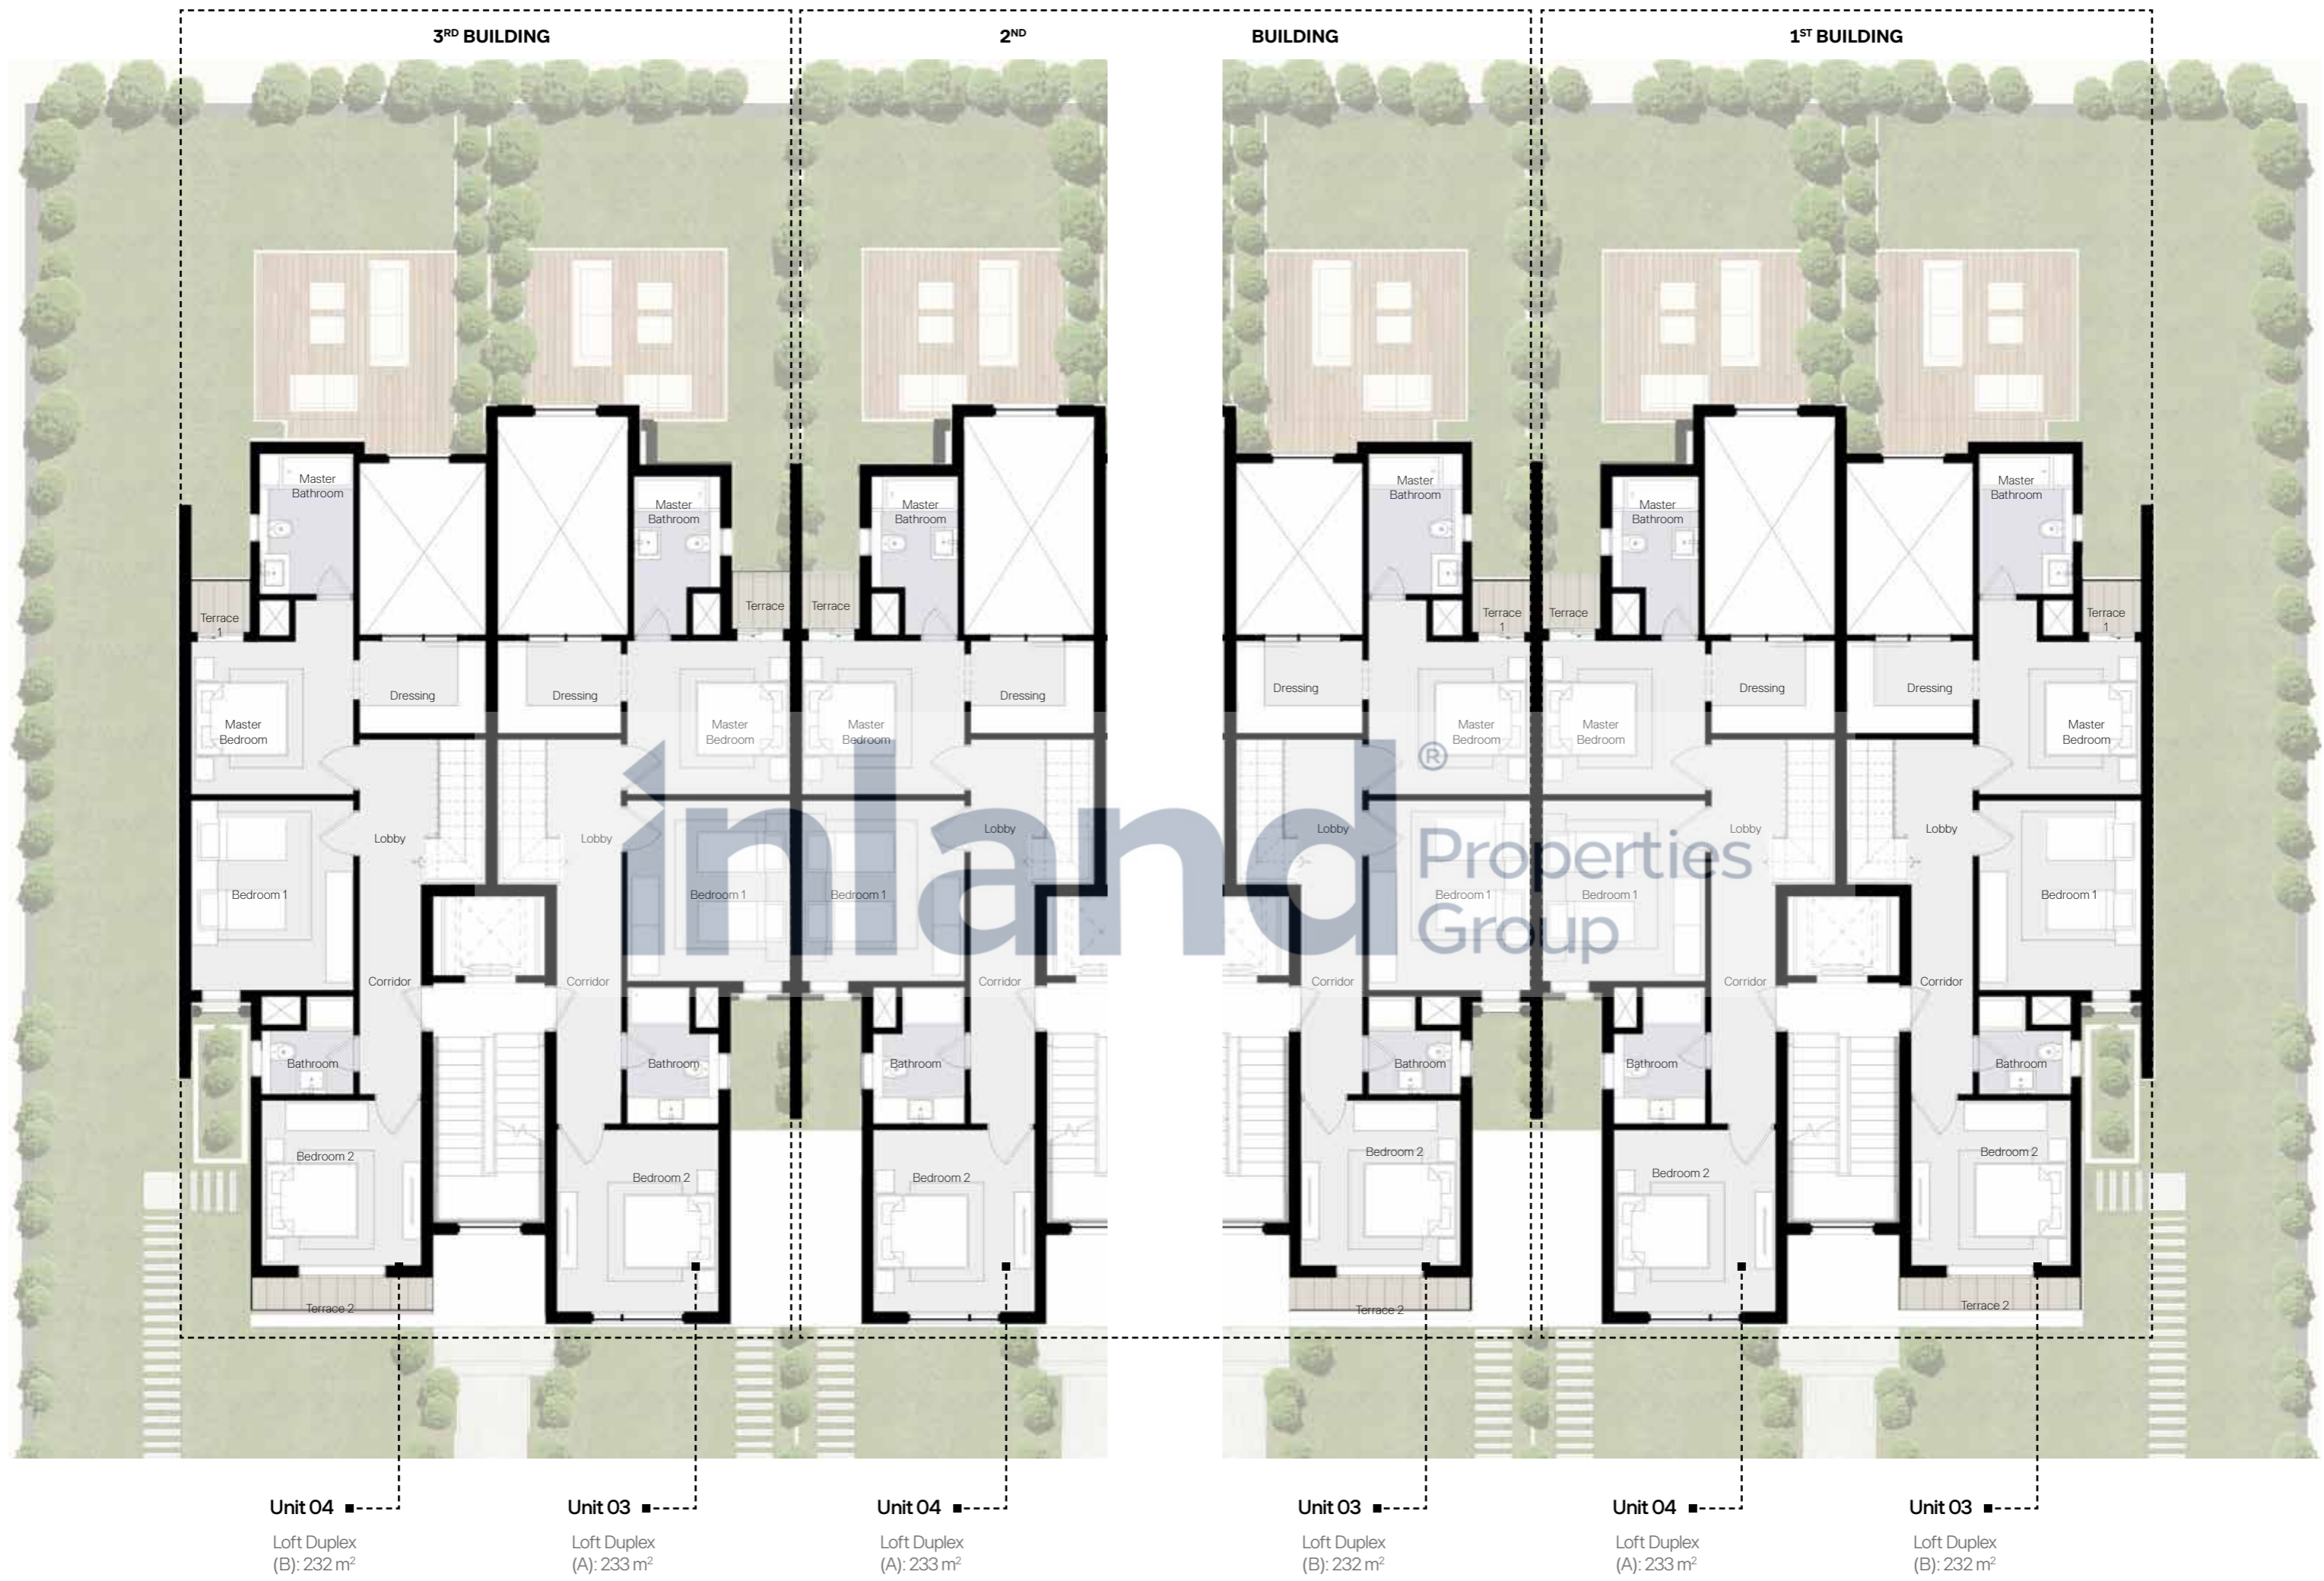 3RD BUILDING
2ND BUILDING
1ST BUILDING
Master
Bathroom
Master
Bathroom
Master
Bathroom
Master
Bathroom
Master
Bathroom
Master
Bathroom
Terrace
1
Terrace
Terrace
Terrace
1
Terrace
Terrace
1
Dressing
Dressing
Dressing
Dressing
Dressing
Dressing
Master
Bedroom
Master
Bedroom
Master
Bedroom
Master
Bedroom
Master
Bedroom
Master
Bedroom
inland®
Properties
Group
Lobby
Lobby
Lobby
Lobby
Lobby
Lobby
Bedroom 1
Bedroom 1
Bedroom 1
Bedroom 1
Bedroom 1
Bedroom 1
Corridor
Corridor
Corridor
Corridor
Corridor
Corridor
Bathroom
Bathroom
Bathroom
Bathroom
Bathroom
Bathroom
Bedroom 2
Bedroom 2
Bedroom 2
Bedroom 2
Bedroom 2
Bedroom 2
Terrace 2
Terrace 2
Terrace 2
Unit 04
Loft Duplex
(B): 232 m²
Unit 03
Loft Duplex
(A): 233 m²
Unit 04
Loft Duplex
(A): 233 m²
Unit 03
Loft Duplex
(B): 232 m²
Unit 04
Loft Duplex
(A): 233 m²
Unit 03
Loft Duplex
(B): 232 m²